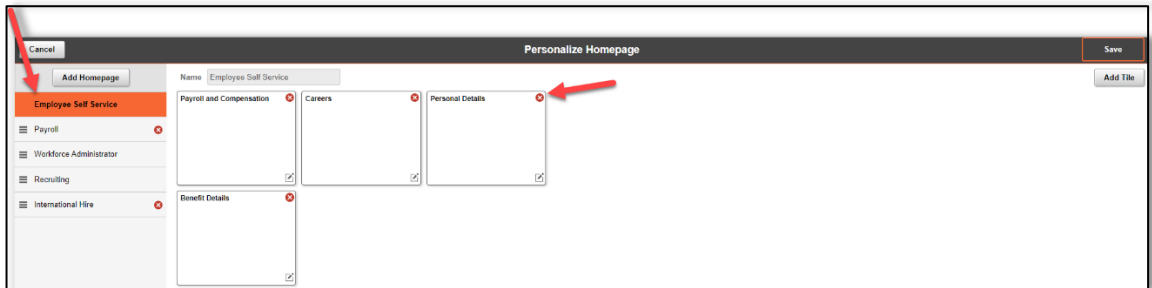 Cancel Personalize Homepage Save
Add Homepage Name Employee Self Service Add Tile
Employee Self Service
Payroll
Workforce Administrator
Recruiting
International Hire
Payroll and Compensation Careers Personal Details
Benefit Details